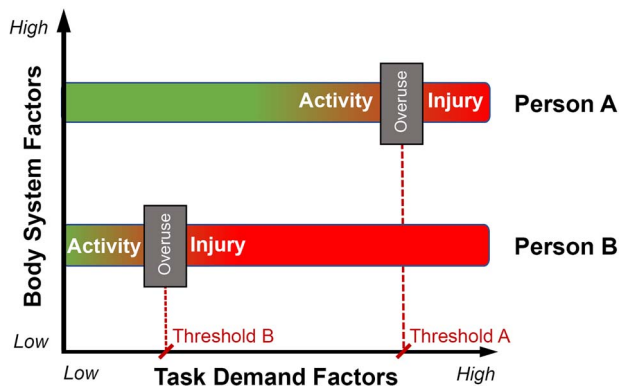 High
Body System Factors
Activity
Overuse
Injury
Person A
Activity
Overuse
Injury
Person B
Threshold B
Threshold A
Low
Low
Task Demand Factors
High